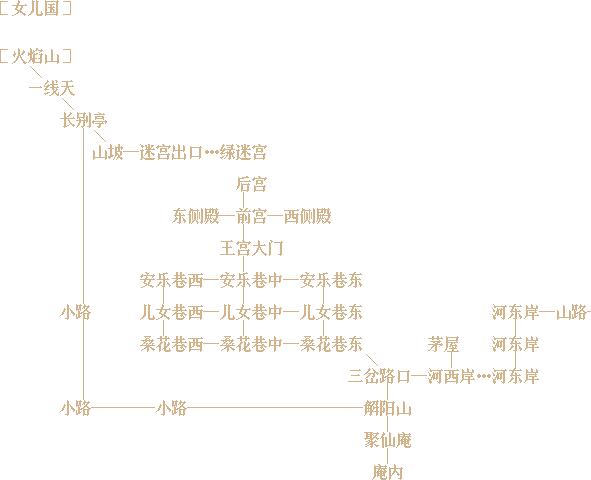 [女儿国]
[火焰山]
一线天
长别亭
山坡 迷宫出口 绿迷宫
后宫
东侧殿 前宫 西侧殿
王宫大门
安乐巷西 安乐巷中 安乐巷东
小路 儿女巷西 儿女巷中 儿女巷东 河东岸 山路
桑花巷西 桑花巷中 桑花巷东 茅屋 河东岸
三岔路口 河西岸 河东岸
小路 小路 解阳山
聚仙庵
庵内